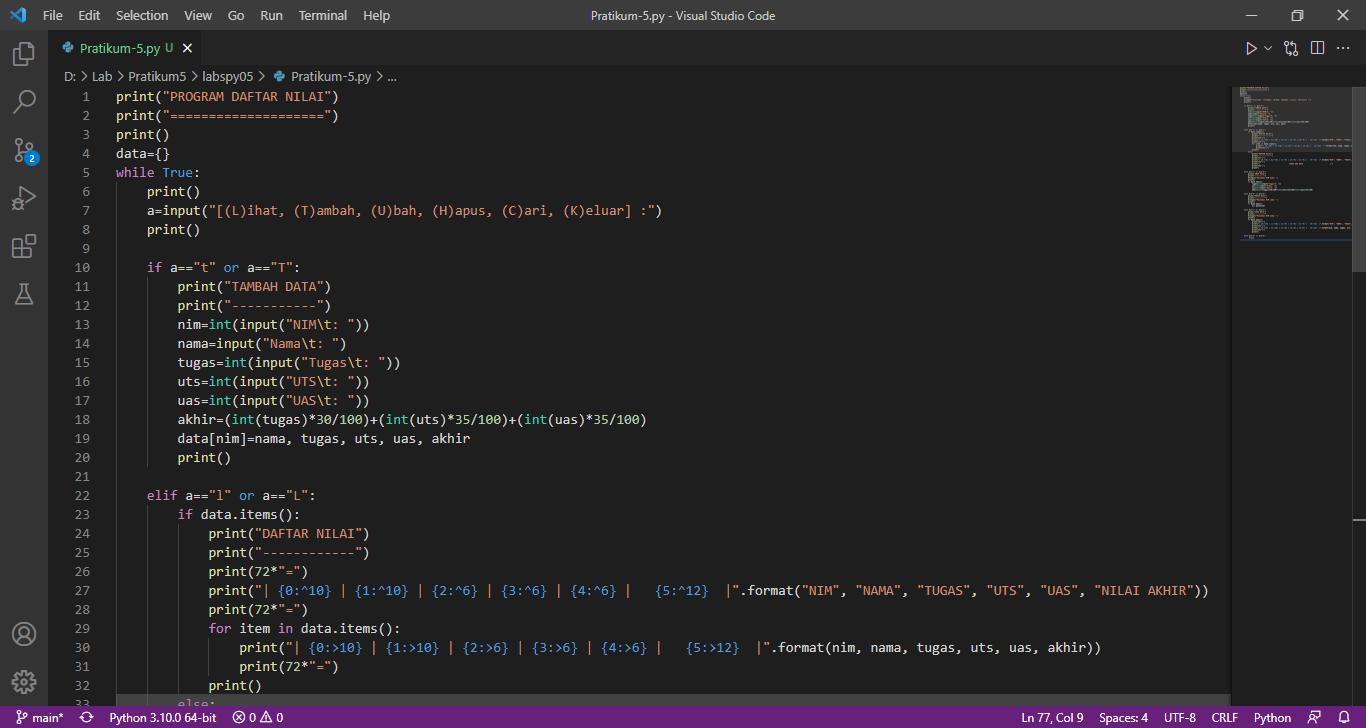 File Edit Selection View Go Run Terminal Help Pratikum-5.py - Visual Studio Code
Pratikum-5.py U
D: > Lab > Pratikum5 > labspy05 > Pratikum-5.py > ...
1 print("PROGRAM DAFTAR NILAI")
2 print("====================")
3 print()
4 data={}
5 while True:
6     print()
7     a=input("[(L)ihat, (T)ambah, (U)bah, (H)apus, (C)ari, (K)eluar] :")
8     print()
9
10     if a=="t" or a=="T":
11         print("TAMBAH DATA")
12         print("-----------")
13         nim=int(input("NIM\t: "))
14         nama=input("Nama\t: ")
15         tugas=int(input("Tugas\t: "))
16         uts=int(input("UTS\t: "))
17         uas=int(input("UAS\t: "))
18         akhir=(int(tugas)*30/100)+(int(uts)*35/100)+(int(uas)*35/100)
19         data[nim]=nama, tugas, uts, uas, akhir
20         print()
21
22     elif a=="l" or a=="L":
23         if data.items():
24             print("DAFTAR NILAI")
25             print("------------")
26             print(72*"=")
27             print("| {0:^10} | {1:^10} | {2:^6} | {3:^6} | {4:^6} |   {5:^12}  |".format("NIM", "NAMA", "TUGAS", "UTS", "UAS", "NILAI AKHIR"))
28             print(72*"=")
29             for item in data.items():
30                 print("| {0:>10} | {1:>10} | {2:>6} | {3:>6} | {4:>6} |   {5:>12}  |".format(nim, nama, tugas, uts, uas, akhir))
31                 print(72*"=")
32             print()
33         else:
2
main* Python 3.10.0 64-bit 0 0 Ln 77, Col 9 Spaces: 4 UTF-8 CRLF Python